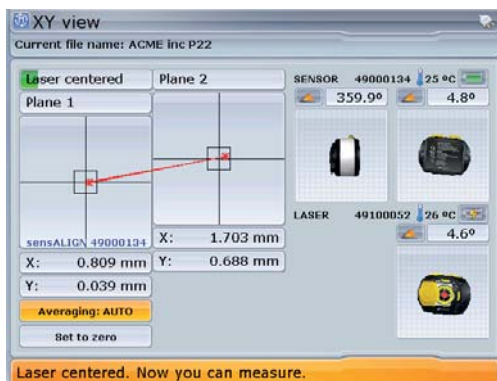 XY view
Current file name: ACME inc P22
Laser centered
Plane 2
Plane 1
sensALIGN 49000134
X: 0.809 mm
Y: 0.039 mm
X: 1.703 mm
Y: 0.688 mm
Averaging: AUTO
Set to zero
SENSOR 49000134 25 ºC
359.9º
4.8º
LASER 49100052 26 ºC
4.6º
Laser centered. Now you can measure.